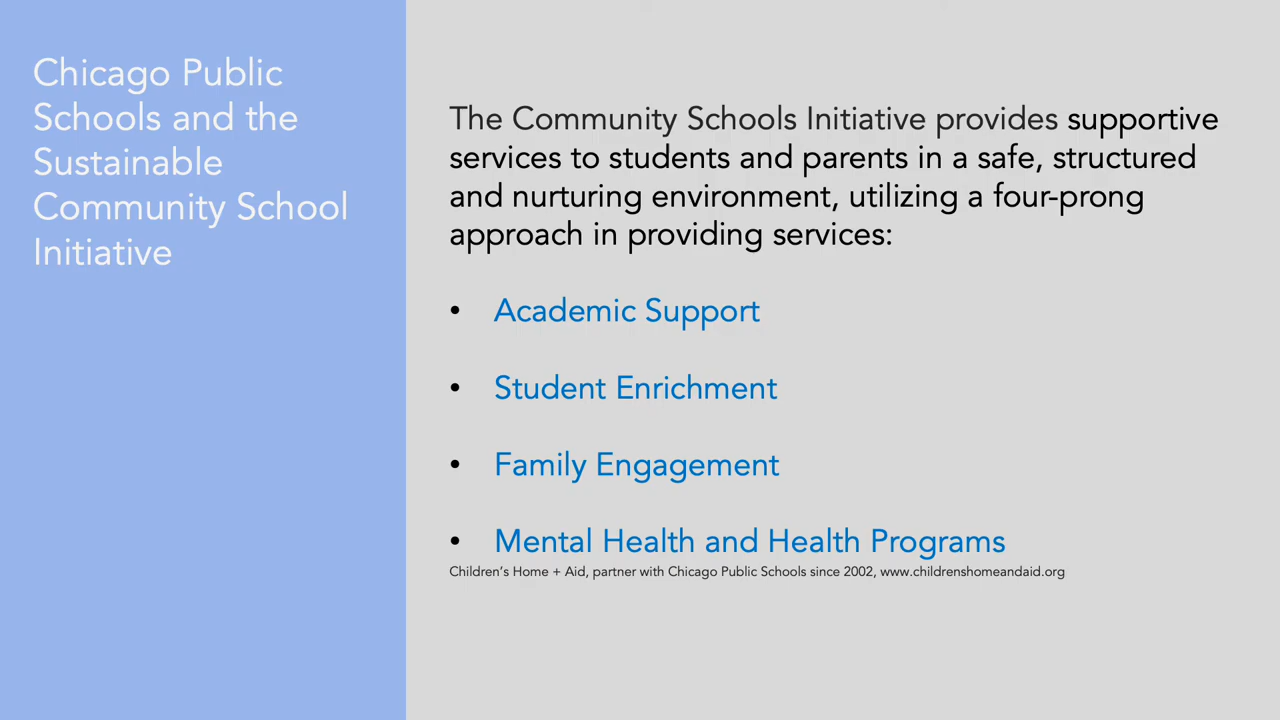 Chicago Public
Schools and the
Sustainable
Community School
Initiative
The Community Schools Initiative provides supportive
services to students and parents in a safe, structured
and nurturing environment, utilizing a four-prong
approach in providing services:
• Academic Support
• Student Enrichment
• Family Engagement
• Mental Health and Health Programs
Children's Home + Aid, partner with Chicago Public Schools since 2002, www.childrenshomeandaid.org